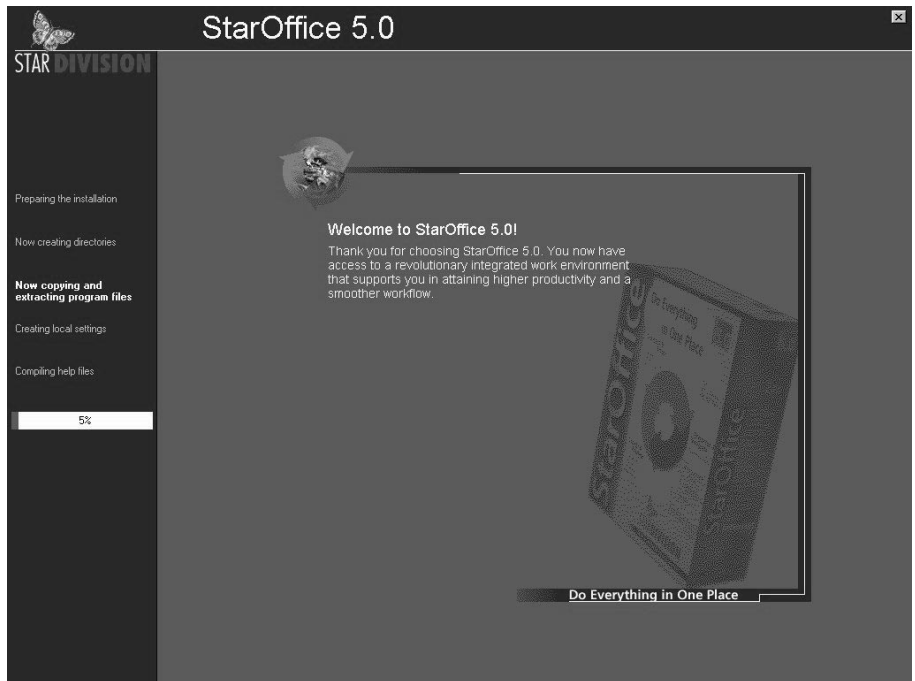 StarOffice 5.0
STAR DIVISION
Preparing the installation
Now creating directories
Now copying and
extracting program files
Creating local settings
Compiling help files
5%
Welcome to StarOffice 5.0!
Thank you for choosing StarOffice 5.0. You now have
access to a revolutionary integrated work environment
that supports you in attaining higher productivity and a
smoother workflow.
Do Everything
in One Place
StarOffice
StarOffice
Do Everything in One Place